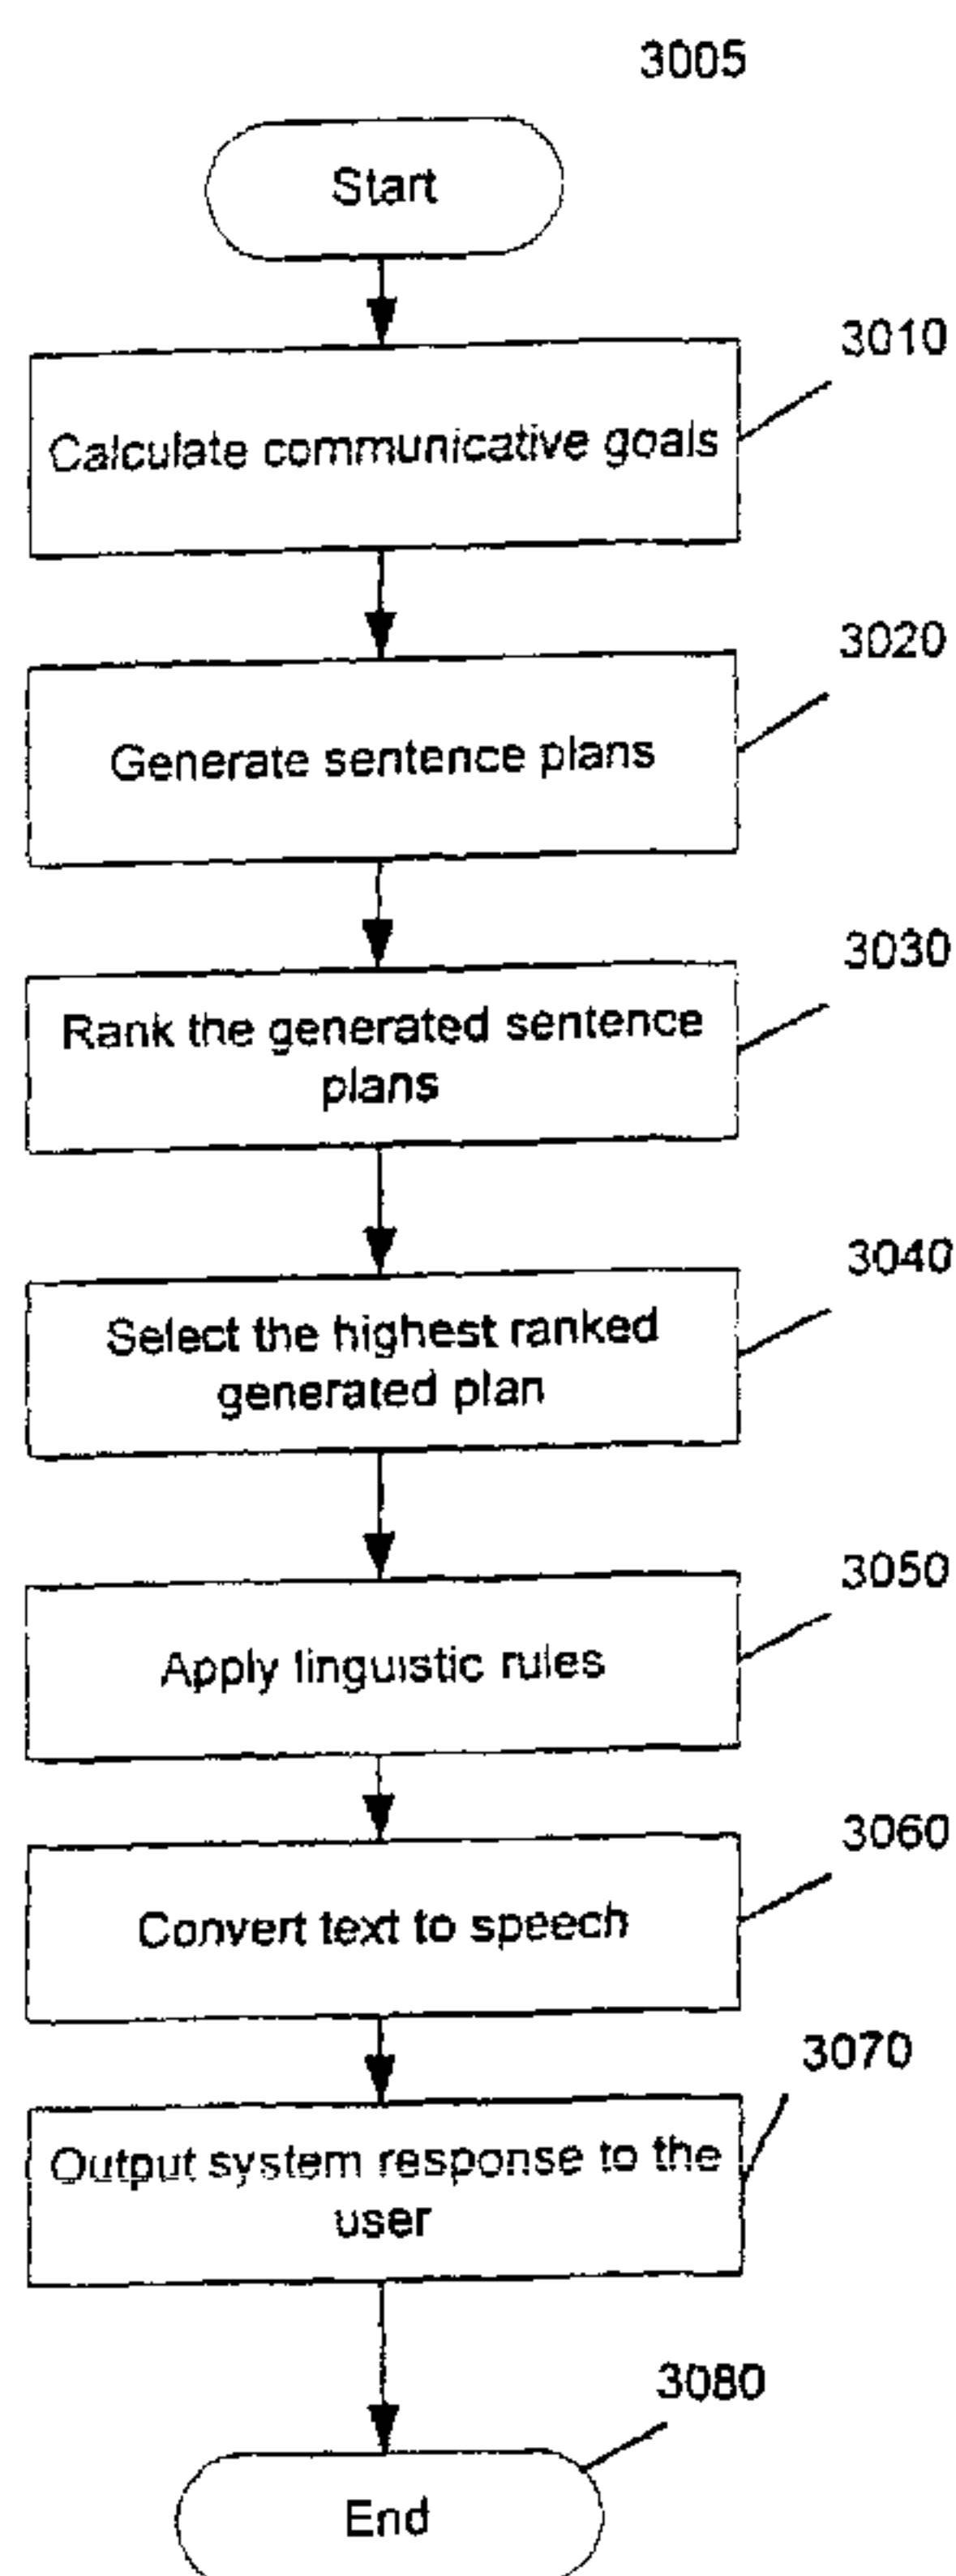 3005
Start
3010
Calculate communicative goals
3020
Generate sentence plans
3030
Rank the generated sentence
plans
3040
Select the highest ranked
generated plan
3050
Apply linguistic rules
3060
Convert text to speech
3070
Output system response to the
user
3080
End